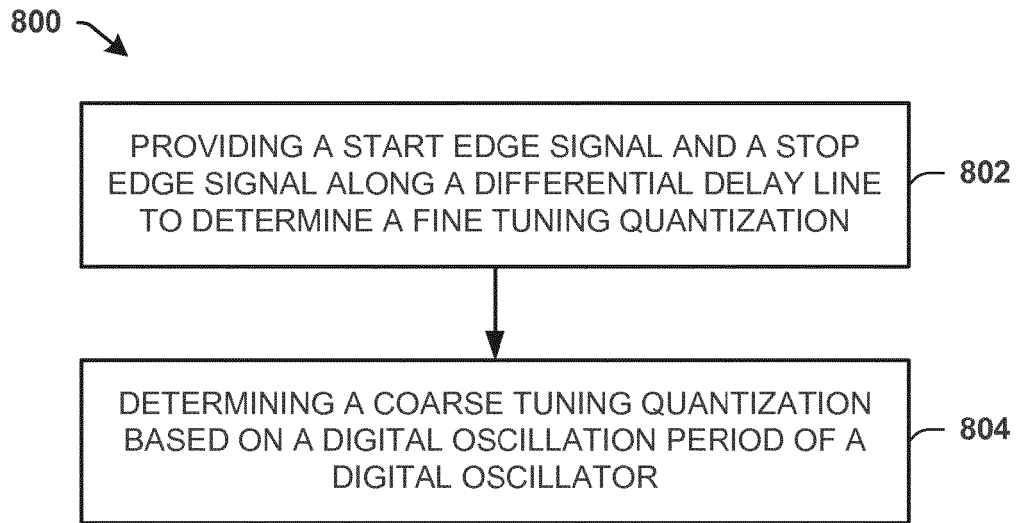 800
PROVIDING A START EDGE SIGNAL AND A STOP
EDGE SIGNAL ALONG A DIFFERENTIAL DELAY LINE
TO DETERMINE A FINE TUNING QUANTIZATION
802
DETERMINING A COARSE TUNING QUANTIZATION
BASED ON A DIGITAL OSCILLATION PERIOD OF A
DIGITAL OSCILLATOR
804